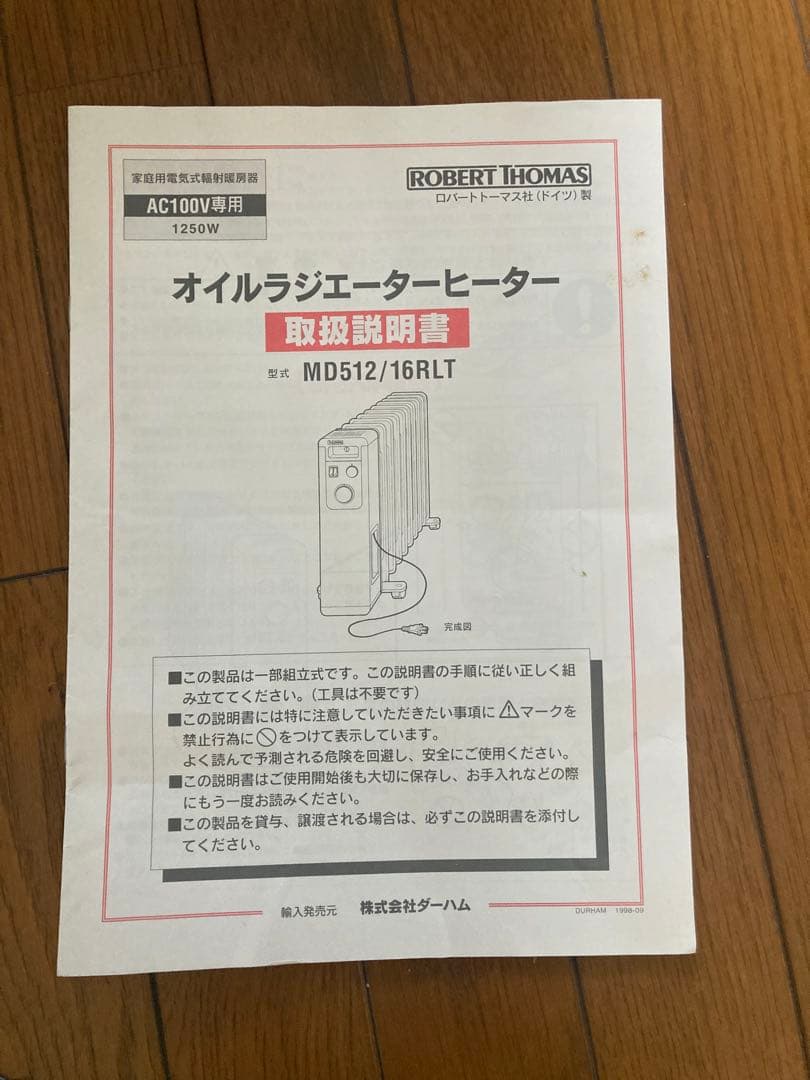 家庭用電気式輻射暖房器
AC100V専用
1250W
ROBERT THOMAS
ロバートトーマス社(ドイツ)製
オイルラジエーターヒーター
取扱説明書
型式 MD512/16RLT
完成図
■この製品は一部組立式です。この説明書の手順に従い正しく組
み立ててください。(工具は不要です)
■この説明書には特に注意していただきたい事項に⚠マークを
禁止行為に🚫をつけて表示しています。
よく読んで予測される危険を回避し、安全にご使用ください。
■この説明書はご使用開始後も大切に保存し、お手入れなどの際
にもう一度お読みください。
■この製品を貸与、譲渡される場合は、必ずこの説明書を添付し
てください。
輸入発売元 株式会社ダーハム
DURHAM 1998-09